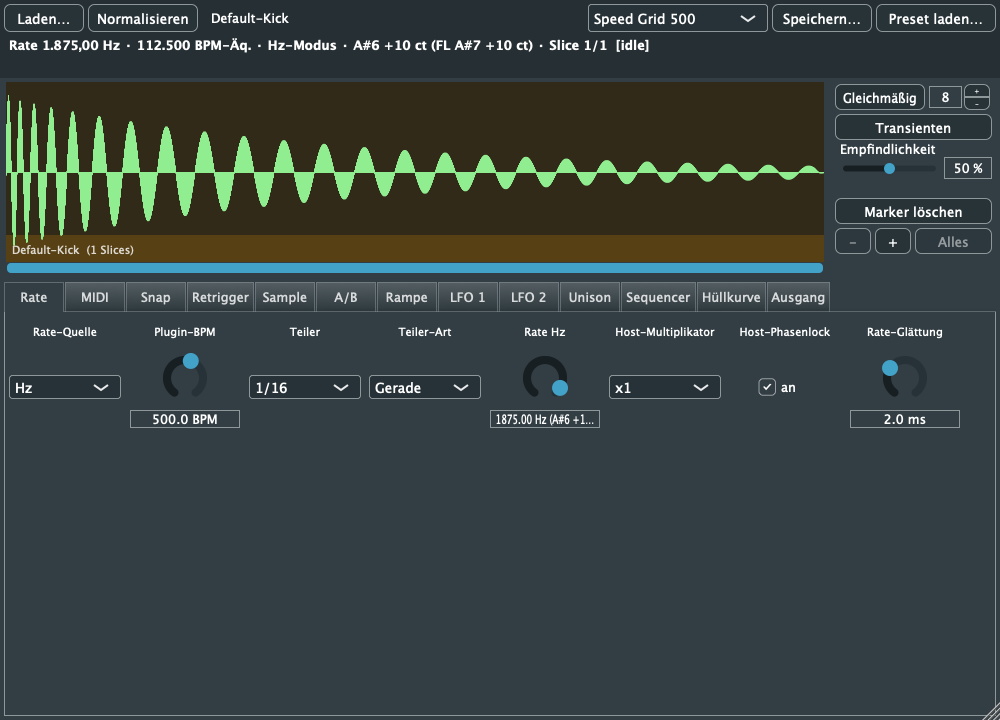 Laden...
Normalisieren
Default-Kick
Speed Grid 500
Speichern...
Preset laden...
Rate 1.875,00 Hz · 112.500 BPM-Äq. · Hz-Modus · A#6 +10 ct (FL A#7 +10 ct) · Slice 1/1 [idle]
Gleichmäßig
8
+
-
Transienten
Empfindlichkeit
50 %
Marker löschen
-
+
Alles
Default-Kick (1 Slices)
Rate
MIDI
Snap
Retrigger
Sample
A/B
Rampe
LFO 1
LFO 2
Unison
Sequencer
Hüllkurve
Ausgang
Rate-Quelle
Plugin-BPM
Teiler
Teiler-Art
Rate Hz
Host-Multiplikator
Host-Phasenlock
Rate-Glättung
Hz
1/16
Gerade
x1
an
500.0 BPM
1875.00 Hz (A#6 +1...
2.0 ms